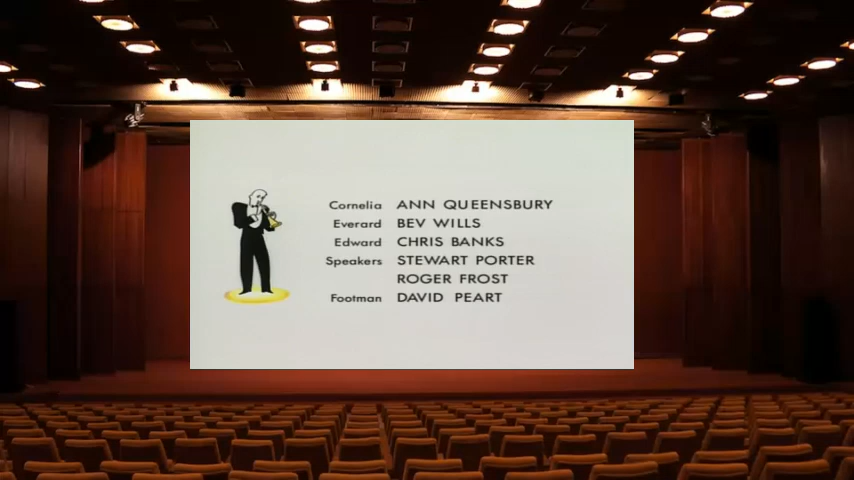 Cornelia ANN QUEENSBURY
Everard BEV WILLS
Edward CHRIS BANKS
Speakers STEWART PORTER
ROGER FROST
Footman DAVID PEART